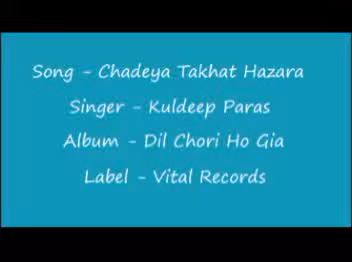 Song - Chadeya Takhat Hazara
Singer - Kuldeep Paras
Album - Dil Chori Ho Gia
Label - Vital Records